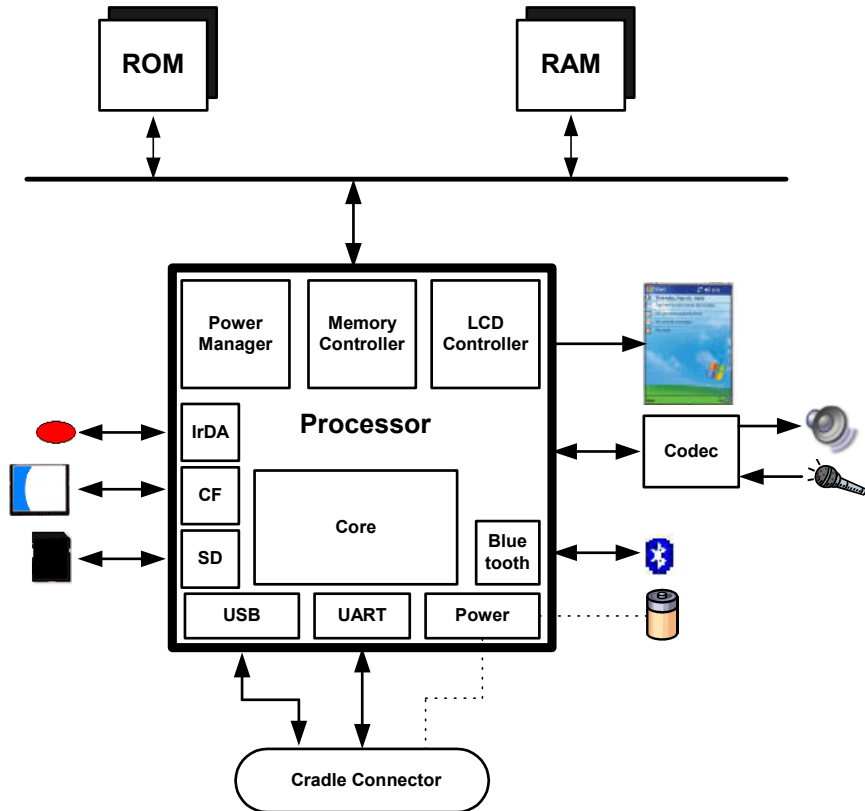 ROM
RAM
Power
Manager
Memory
Controller
LCD
Controller
IrDA
Processor
Codec
CF
Core
SD
Blue
tooth
USB
UART
Power
Cradle Connector